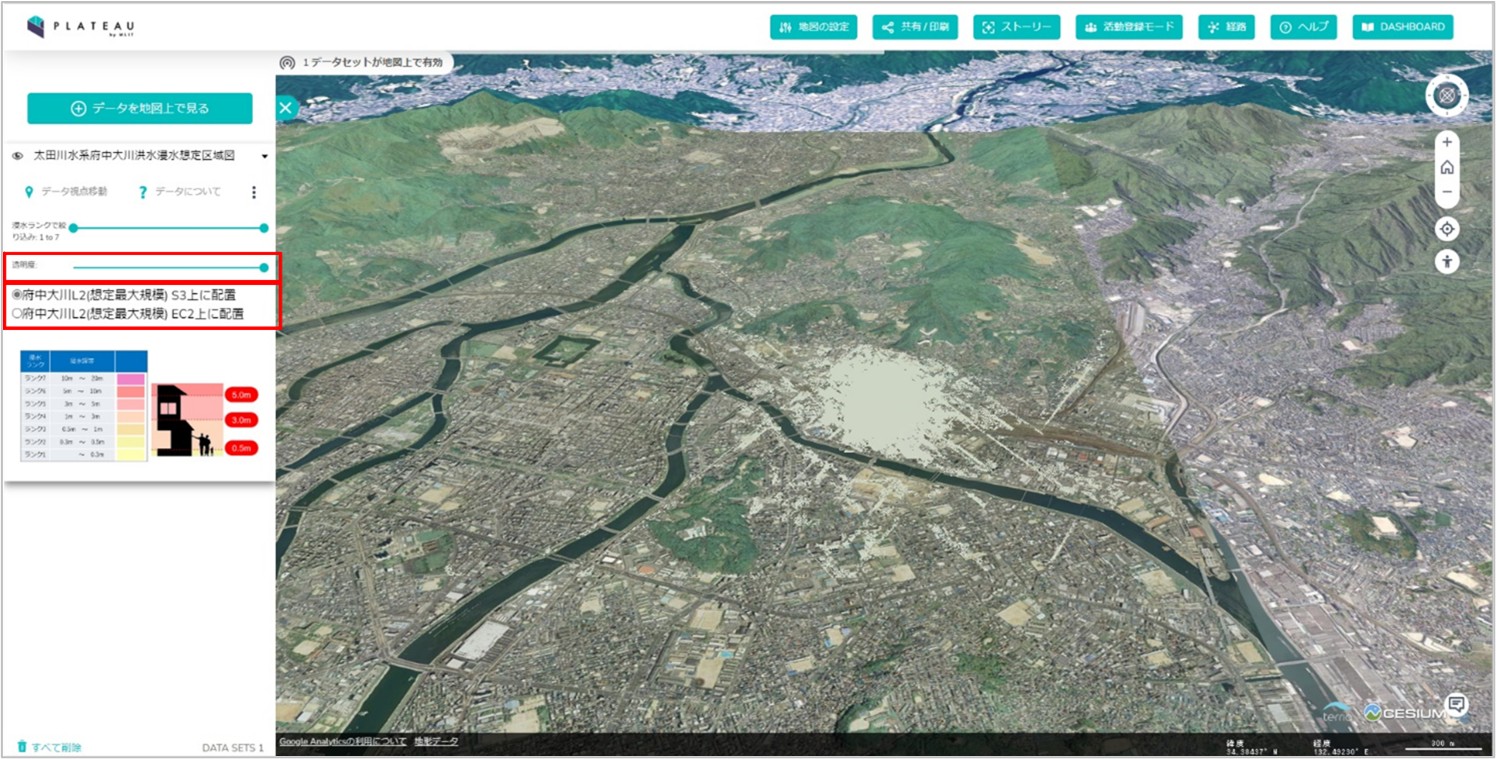 PLATEAU
by MLIT
地図の設定
共有/印刷
ストーリー
活動登録モード
経路
ヘルプ
DASHBOARD
1データセットが地図上で有効
データを地図上で見る
太田川水系府中大川洪水浸水想定区域図
データ視点移動
データについて
浸水ランクで絞
り込み: 1 to 7
透明度:
府中大川L2(想定最大規模) S3上に配置
府中大川L2(想定最大規模) EC2上に配置
浸水
ランク
ランク7 10m ～ 20m
ランク6 5m ～ 10m
ランク5 3m ～ 5m
ランク4 1m ～ 3m
ランク3 0.5m ～ 1m
ランク2 0.3m ～ 0.5m
ランク1 ～ 0.3m
5.0m
3.0m
0.5m
すべて削除
DATA SETS 1
Google Analyticsの利用について 地形データ
CESIUM
緯度
34.38437° N
経度
132.49230° E
300 m